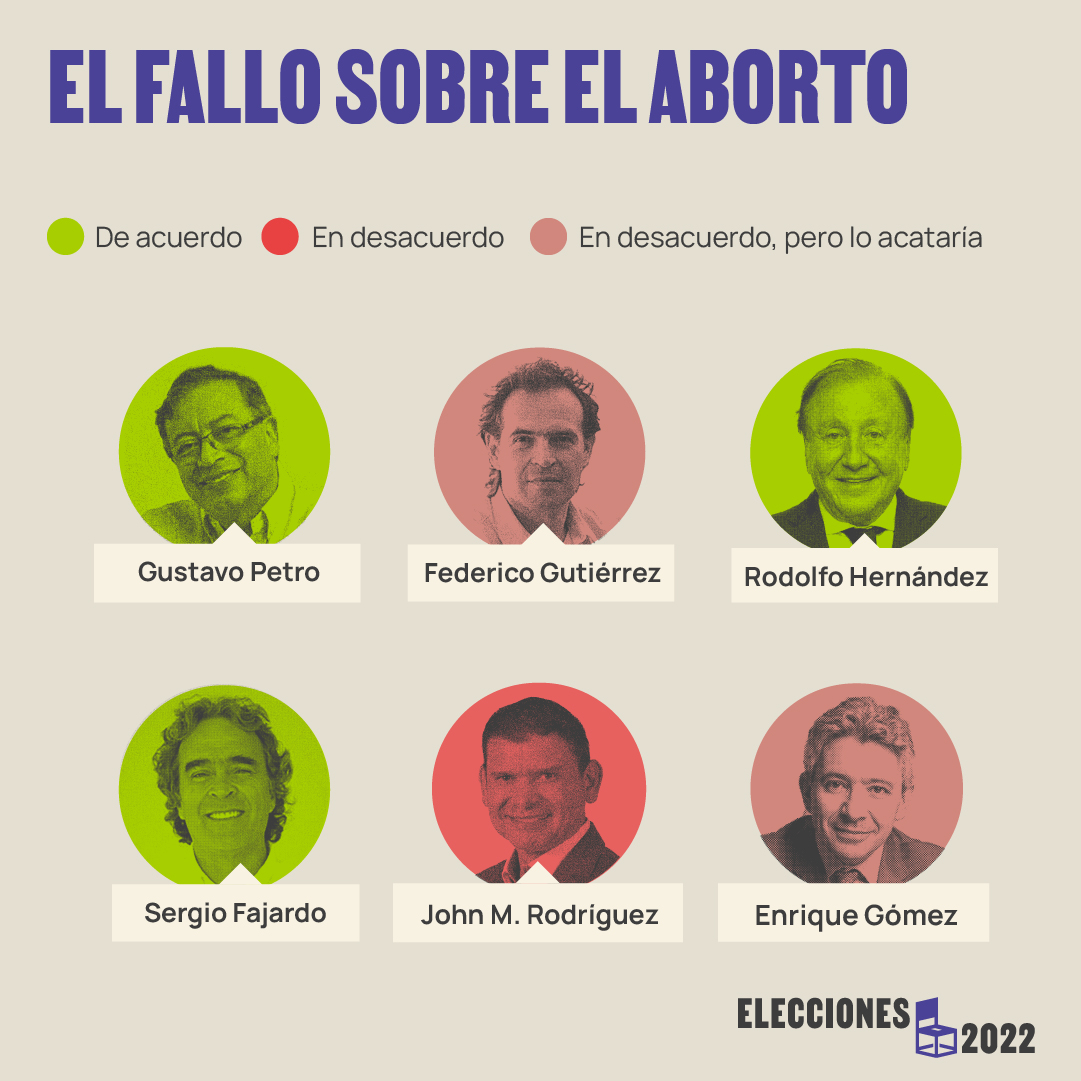 EL FALLO SOBRE EL ABORTO
De acuerdo En desacuerdo En desacuerdo, pero lo acataría
Gustavo Petro Federico Gutiérrez Rodolfo Hernández
Sergio Fajardo John M. Rodríguez Enrique Gómez
ELECCIONES 2022